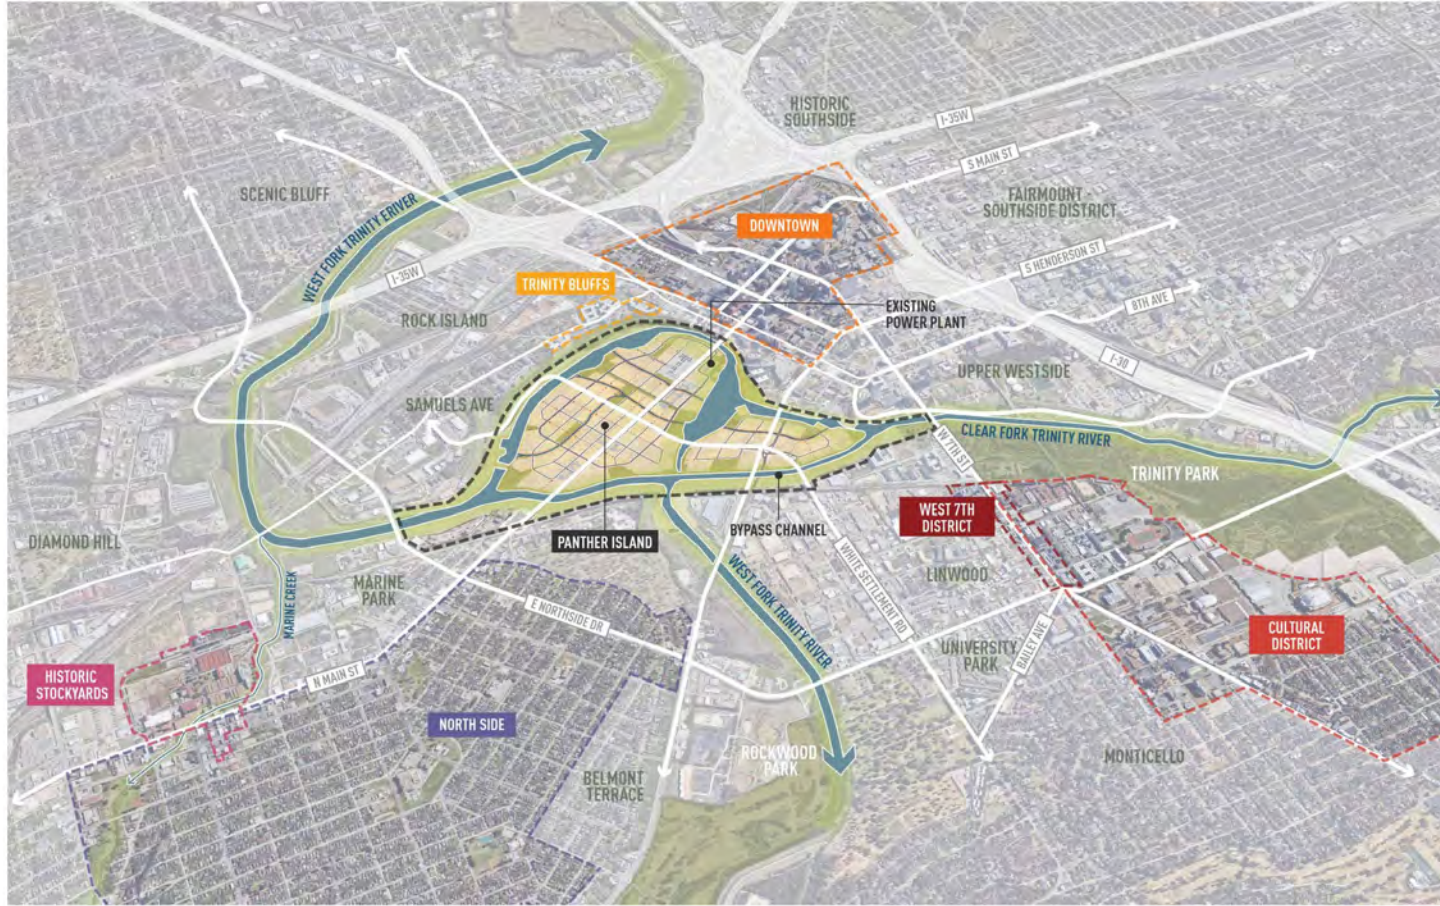 HISTORIC
SOUTHSIDE
I-35W
S MAIN ST
SCENIC BLUFF
FAIRMOUNT -
SOUTHSIDE DISTRICT
DOWNTOWN
WEST FORK TRINITY ERIVER
S HENDERSON ST
I-35W
TRINITY BLUFFS
8TH AVE
EXISTING
POWER PLANT
ROCK ISLAND
I-30
UPPER WESTSIDE
SAMUELS AVE
CLEAR FORK TRINITY RIVER
W 7TH ST
TRINITY PARK
WEST 7TH
DISTRICT
BYPASS CHANNEL
PANTHER ISLAND
DIAMOND HILL
WHITE SETTLEMENT RD
LINWOOD
MARINE
PARK
MARINE CREEK
E NORTHSIDE DR
WEST FORK TRINITY RIVER
CULTURAL
DISTRICT
UNIVERSITY
PARK
BAILEY AVE
HISTORIC
STOCKYARDS
N MAIN ST
NORTH SIDE
ROCKWOOD
PARK
MONTICELLO
BELMONT
TERRACE